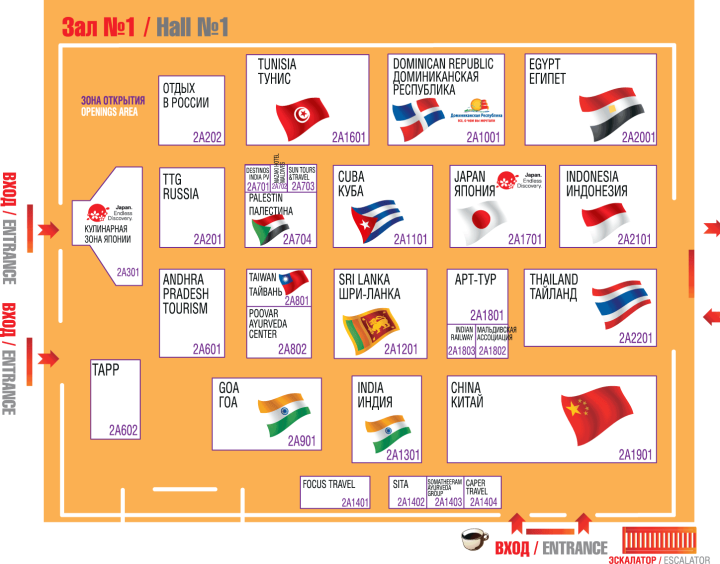 Зал №1 / Hall №1
ЗОНА ОТКРЫТИЯ
OPENINGS AREA
ОТДЫХ
В РОССИИ
2A202
TUNISIA
ТУНИС
2A1601
DOMINICAN REPUBLIC
ДОМИНИКАНСКАЯ
РЕСПУБЛИКА
Доминиканская Республика
2A1001
EGYPT
ЕГИПЕТ
2A2001
ВХОД / ENTRANCE
Japan.
Endless
Discovery.
КУЛИНАРНАЯ
ЗОНА ЯПОНИИ
2A301
TTG
RUSSIA
2A201
DESTINOS
INDIA PV
2A701
2A702
SUN TOURS
& TRAVEL
2A703
PALESTIN
ПАЛЕСТИНА
2A704
CUBA
КУБА
2A1101
JAPAN
ЯПОНИЯ
Japan.
Endless
Discovery.
2A1701
INDONESIA
ИНДОНЕЗИЯ
2A2101
ВХОД / ENTRANCE
ANDHRA
PRADESH
TOURISM
2A601
TAIWAN
ТАЙВАНЬ
2A801
POOVAR
AYURVEDA
CENTER
2A802
SRI LANKA
ШРИ-ЛАНКА
2A1201
АРТ-ТУР
2A1801
INDIAN
RAILWAY
2A1803
МАЛЬДИВСКАЯ
АССОЦИАЦИЯ
2A1802
THAILAND
ТАЙЛАНД
2A2201
TAPP
2A602
GOA
ГОА
2A901
INDIA
ИНДИЯ
2A1301
CHINA
КИТАЙ
2A1901
FOCUS TRAVEL
2A1401
SITA
2A1402
SOMATHEERAM
AYURVEDA
GROUP
2A1403
CAPER
TRAVEL
2A1404
ВХОД / ENTRANCE
ЭСКАЛАТОР / ESCALATOR